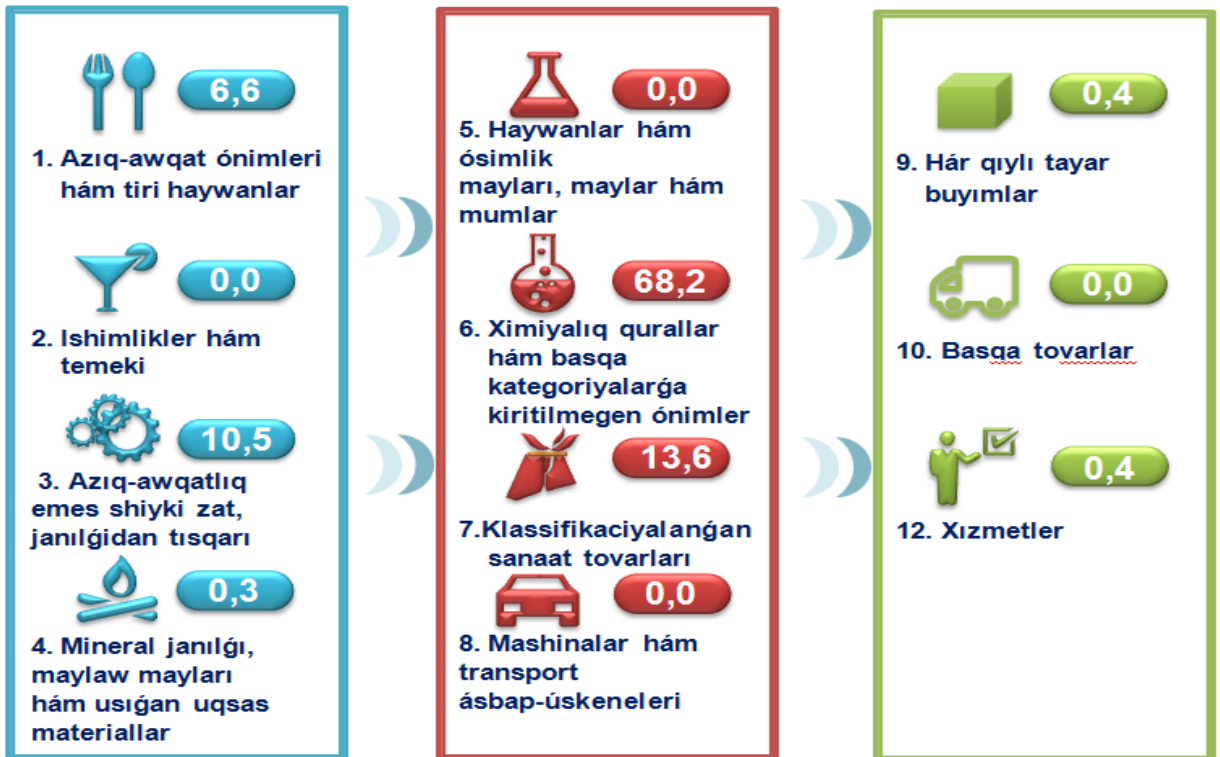 6,6
1. Azıq-awqat ónimleri
hám tiri haywanlar
0,0
2. Ishimlikler hám
temeki
10,5
3. Azıq-awqatlıq
emes shiyki zat,
janılǵidan tısqarı
0,3
4. Mineral janılǵı,
maylaw mayları
hám usıǵan uqsas
materiallar
0,0
5. Haywanlar hám
ósimlik
mayları, maylar hám
mumlar
68,2
6. Ximiyalıq qurallar
hám basqa
kategoriyalarǵa
kiritilmegen ónimler
13,6
7.Klassifikaciyalanǵan
sanaat tovarları
0,0
8. Mashinalar hám
transport
ásbap-úskeneleri
0,4
9. Hár qıylı tayar
buyımlar
0,0
10. Basqa tovarlar
0,4
12. Xızmetler